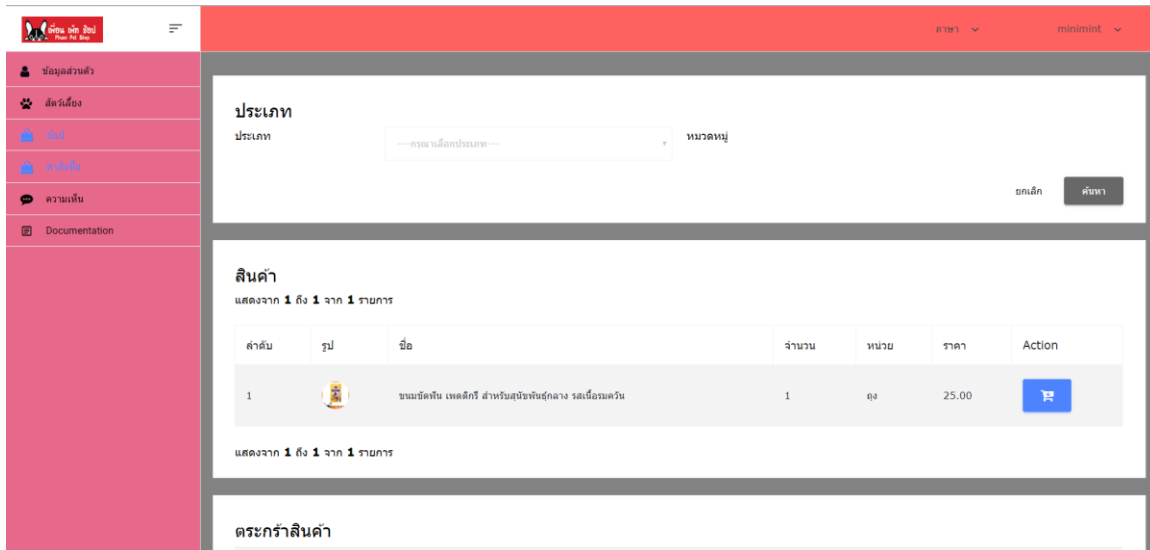 เพื่อน พัท ช้อป
ภาษา
minimint
ข้อมูลส่วนตัว
สัตว์เลี้ยง
คำสั่งซื้อ
ความเห็น
Documentation
ประเภท
ประเภท ---กรุณาเลือกประเภท--- หมวดหมู่
ยกเลิก ค้นหา
สินค้า
แสดงจาก 1 ถึง 1 จาก 1 รายการ
ลำดับ รูป ชื่อ จำนวน หน่วย ราคา Action
1 ขนมขัดฟัน เพดดีกรี สำหรับสุนัขพันธุ์กลาง รสเนื้อรมควัน 1 ถุง 25.00
แสดงจาก 1 ถึง 1 จาก 1 รายการ
ตระกร้าสินค้า